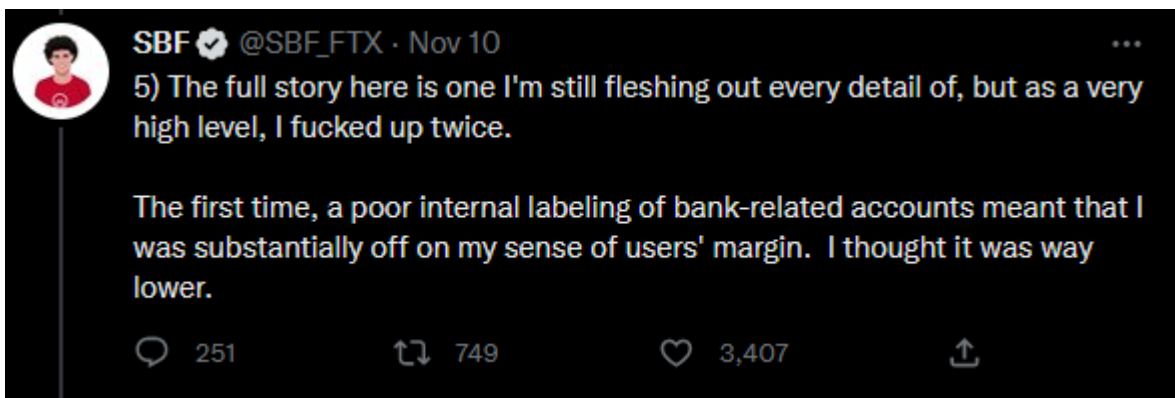 SBF @SBF_FTX · Nov 10
5) The full story here is one I'm still fleshing out every detail of, but as a very
high level, I fucked up twice.
The first time, a poor internal labeling of bank-related accounts meant that I
was substantially off on my sense of users' margin.  I thought it was way
lower.
251 749 3,407